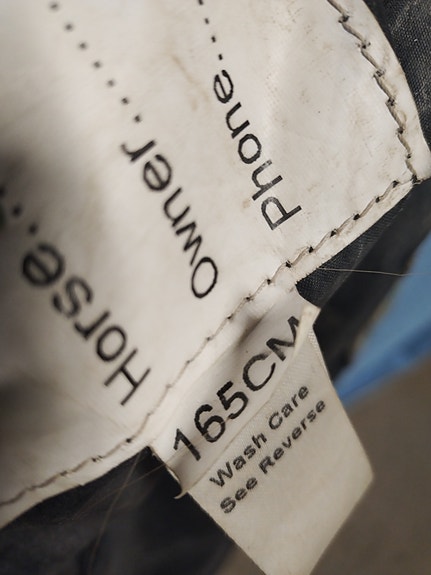 Horse......
Owner......
Phone......
165CM
Wash Care
See Reverse